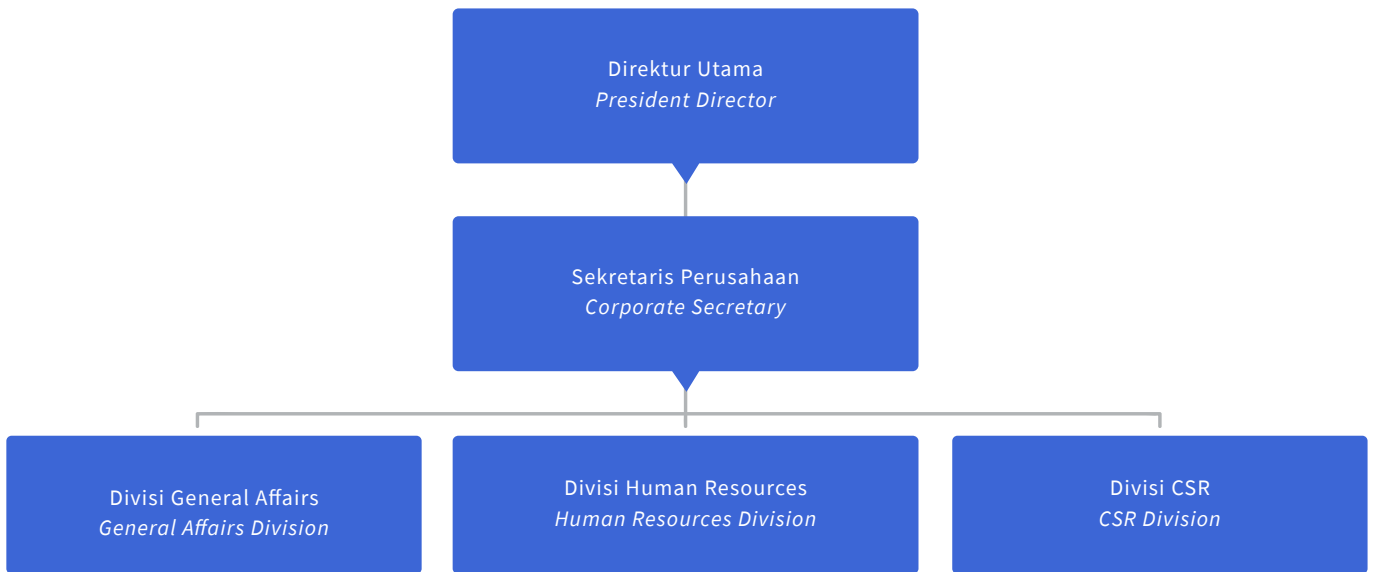 Direktur Utama
President Director
Sekretaris Perusahaan
Corporate Secretary
Divisi General Affairs
General Affairs Division
Divisi Human Resources
Human Resources Division
Divisi CSR
CSR Division